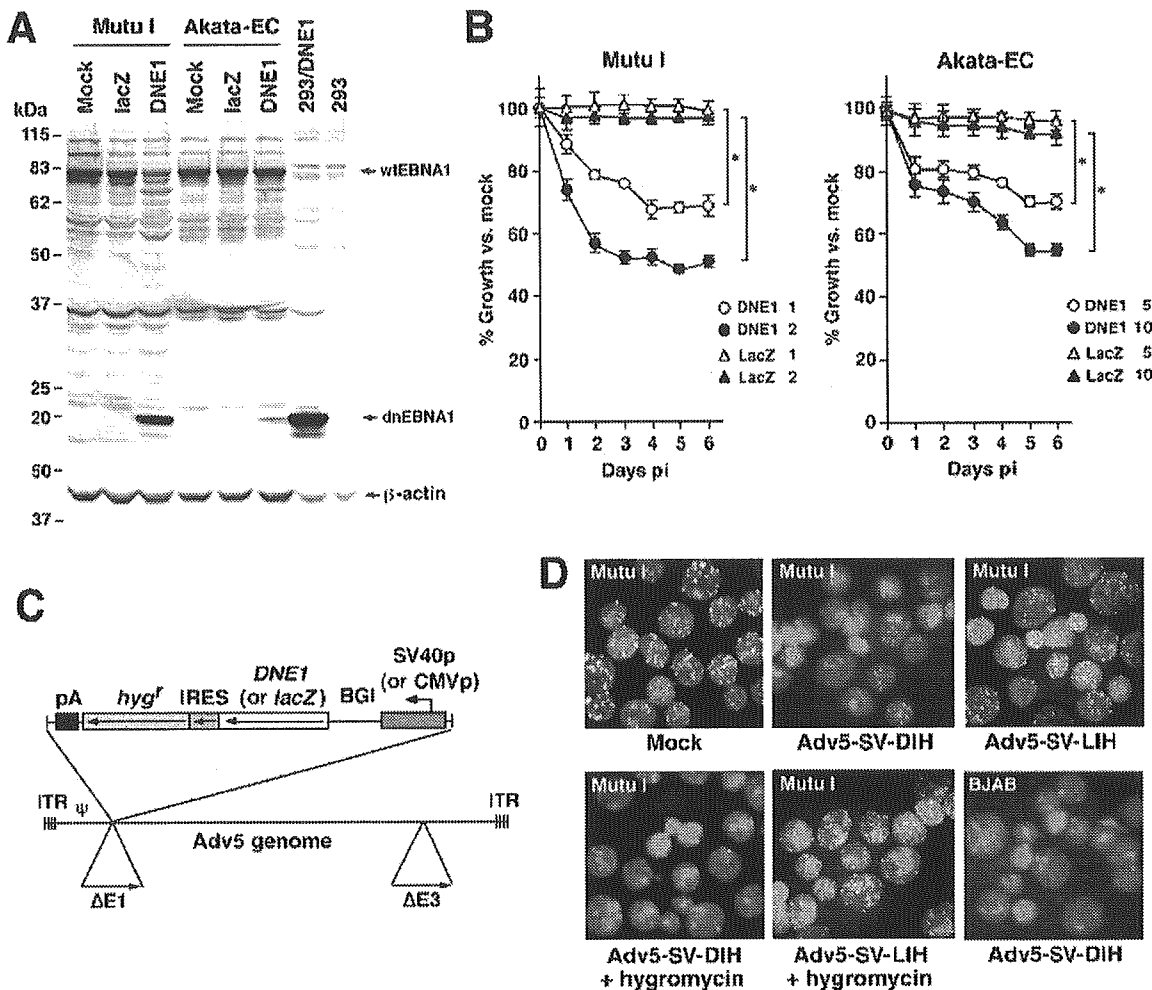 A
Mutu I
Akata-EC
Mock
lacZ
DNE1
Mock
lacZ
DNE1
293/DNE1
293
kDa
115
83
62
50
37
25
20
50
37
wtEBNA1
dnEBNA1
β-actin
B
Mutu I
% Growth vs. mock
100
80
60
40
20
0
0 1 2 3 4 5 6
Days pi
DNE1 1
DNE1 2
LacZ 1
LacZ 2
*
*
Akata-EC
% Growth vs. mock
100
80
60
40
20
0
0 1 2 3 4 5 6
Days pi
DNE1 5
DNE1 10
LacZ 5
LacZ 10
*
*
C
pA
hygr
IRES
DNE1
(or lacZ)
BGI
SV40p
(or CMVp)
ITR ψ
ITR
Adv5 genome
ΔE1
ΔE3
D
Mutu I
Mock
Mutu I
Adv5-SV-DIH
Mutu I
Adv5-SV-LIH
Mutu I
Adv5-SV-DIH
+ hygromycin
Mutu I
Adv5-SV-LIH
+ hygromycin
BJAB
Adv5-SV-DIH